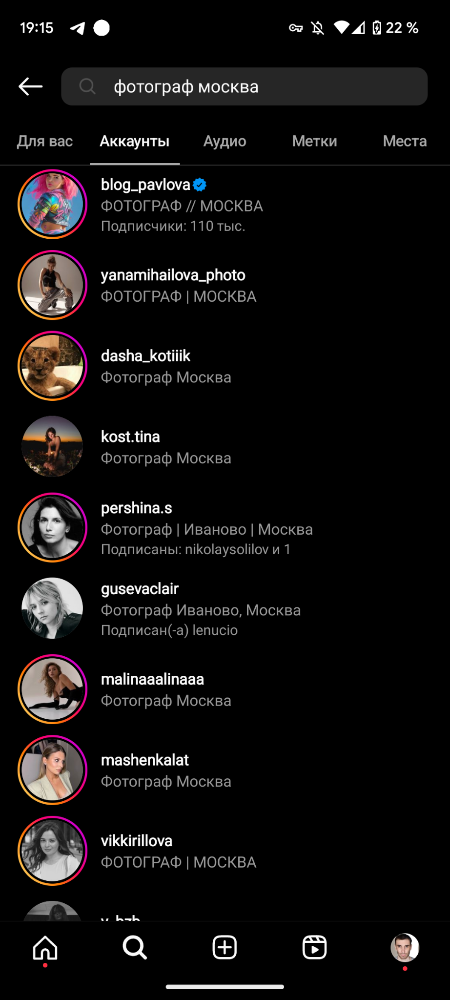 19:15 22 %
фотограф москва
Для вас Аккаунты Аудио Метки Места
blog_pavlova
ФОТОГРАФ // МОСКВА
Подписчики: 110 тыс.
yanamihailova_photo
ФОТОГРАФ | МОСКВА
dasha_kotiiik
Фотограф Москва
kost.tina
Фотограф Москва
pershina.s
Фотограф | Иваново | Москва
Подписаны: nikolaysolilov и 1
gusevaclair
Фотограф Иваново, Москва
Подписан(-а) lenucio
malinaaalinaaa
Фотограф Москва
mashenkalat
Фотограф Москва
vikkirillova
ФОТОГРАФ | МОСКВА